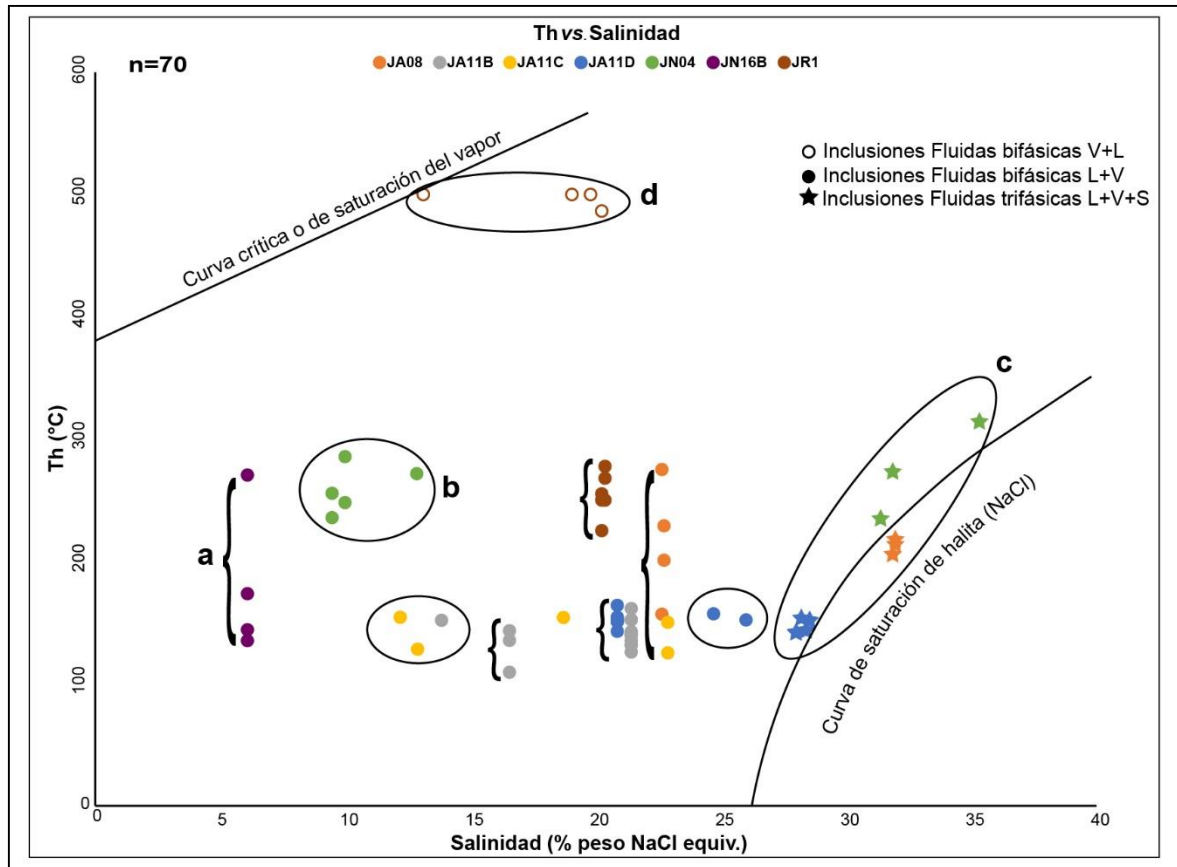 Th vs. Salinidad
n=70
JA08 JA11B JA11C JA11D JN04 JN16B JR1
Inclusiones Fluidas bifásicas V+L
Inclusiones Fluidas bifásicas L+V
Inclusiones Fluidas trifásicas L+V+S
Curva crítica o de saturación del vapor
d
c
b
a
Curva de saturación de halita (NaCl)
Th (°C)
600
500
400
300
200
100
0
0 5 10 15 20 25 30 35 40
Salinidad (% peso NaCl equiv.)